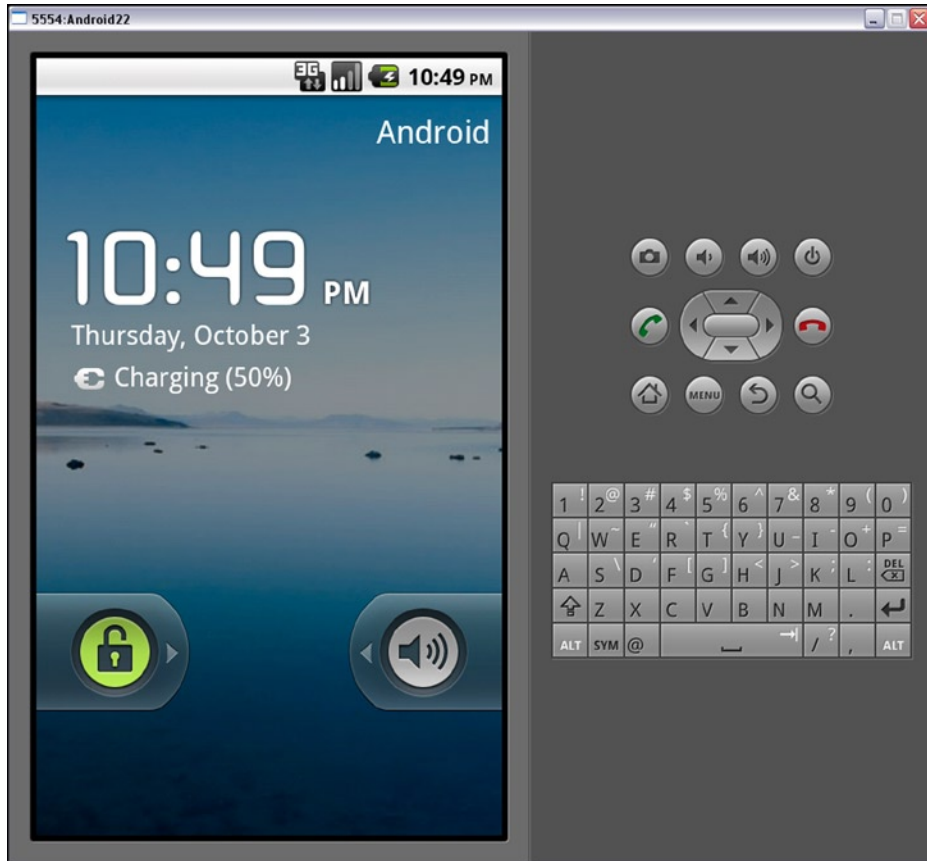 5554:Android22
3G 10:49 PM
Android
10:49 PM
Thursday, October 3
Charging (50%)
MENU
1 ! 2 @ 3 # 4 $ 5 % 6 ^ 7 & 8 * 9 ( 0 )
Q | W ~ E " R ` T { Y } U _ I - O + P =
A S \ D ' F [ G ] H < J > K ; L : DEL
Z X C V B N M .
ALT SYM @ / ? , ALT